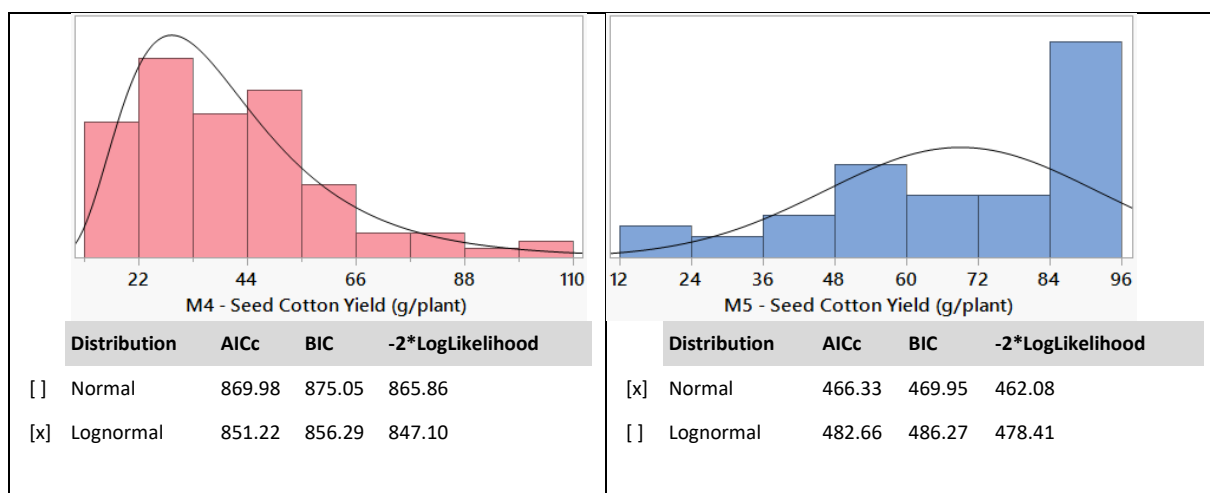 22 44 66 88 110
M4 - Seed Cotton Yield (g/plant)
Distribution AICc BIC -2*LogLikelihood
[ ] Normal 869.98 875.05 865.86
[x] Lognormal 851.22 856.29 847.10
12 24 36 48 60 72 84 96
M5 - Seed Cotton Yield (g/plant)
Distribution AICc BIC -2*LogLikelihood
[x] Normal 466.33 469.95 462.08
[ ] Lognormal 482.66 486.27 478.41